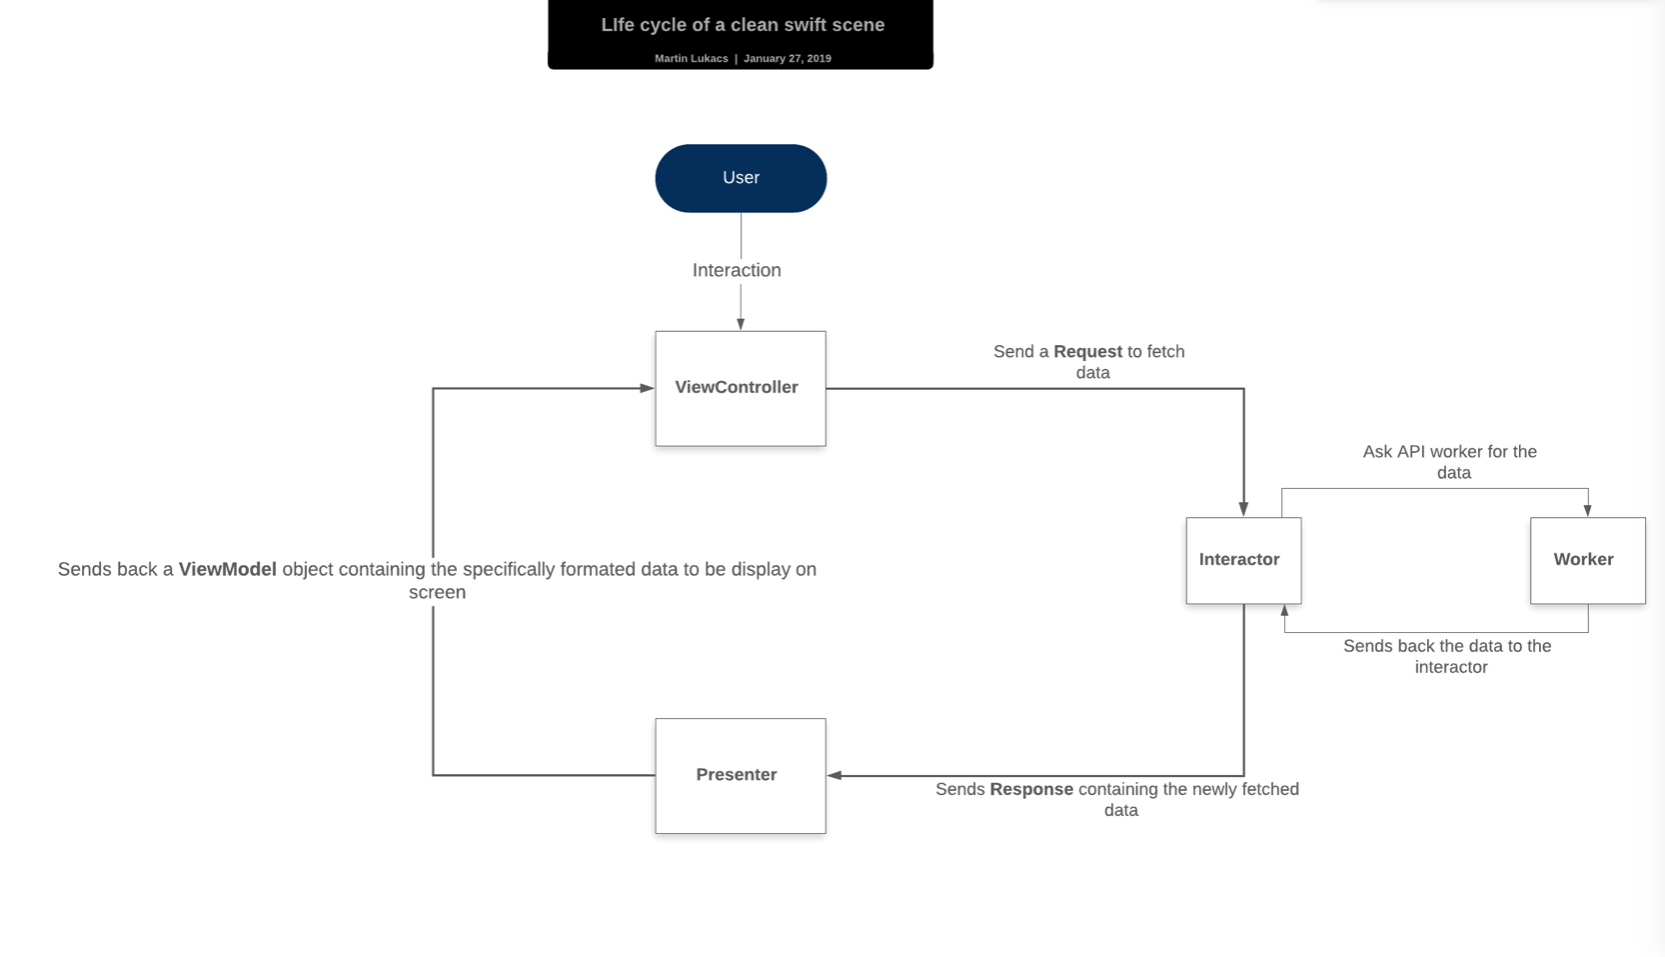 LIfe cycle of a clean swift scene
Martin Lukacs | January 27, 2019
User
Interaction
ViewController
Send a Request to fetch
data
Ask API worker for the
data
Interactor
Worker
Sends back a ViewModel object containing the specifically formated data to be display on
screen
Sends back the data to the
interactor
Presenter
Sends Response containing the newly fetched
data